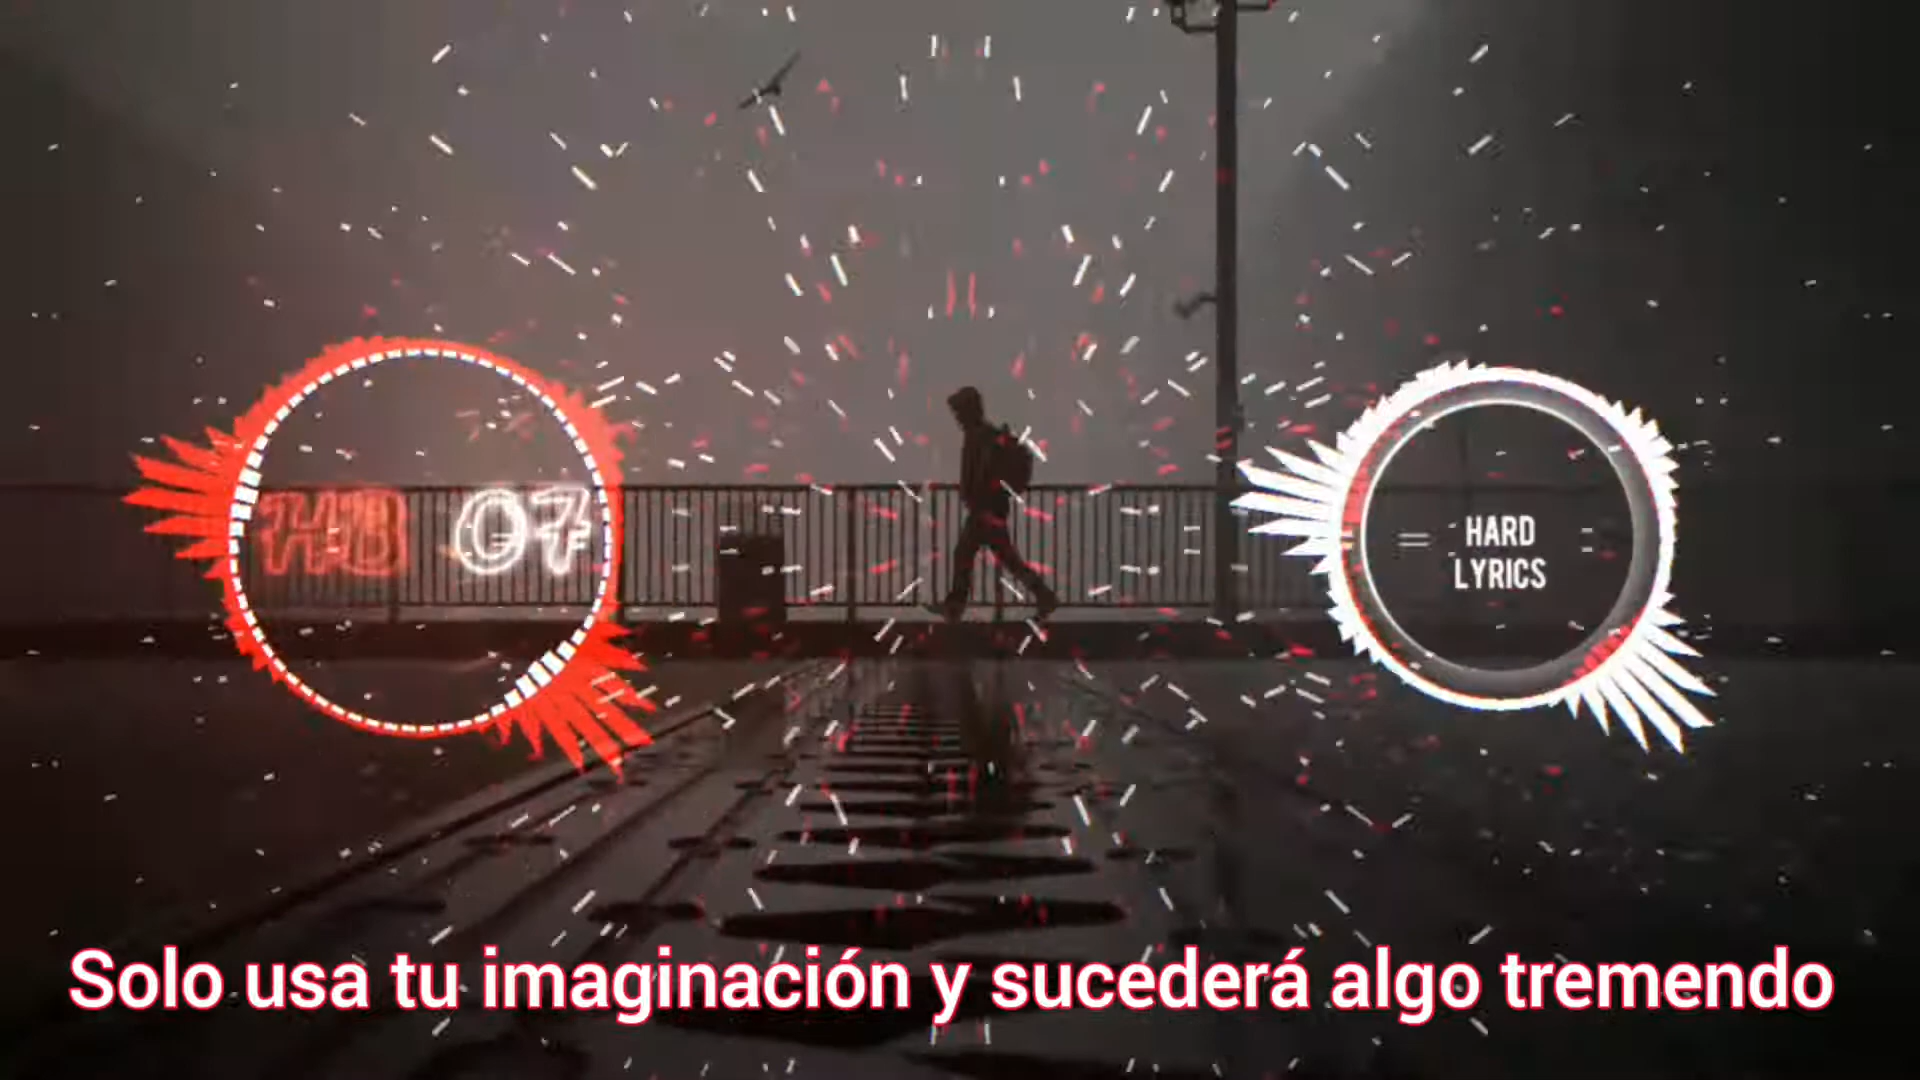 HB 07
HARD
LYRICS
Solo usa tu imaginación y sucederá algo tremendo